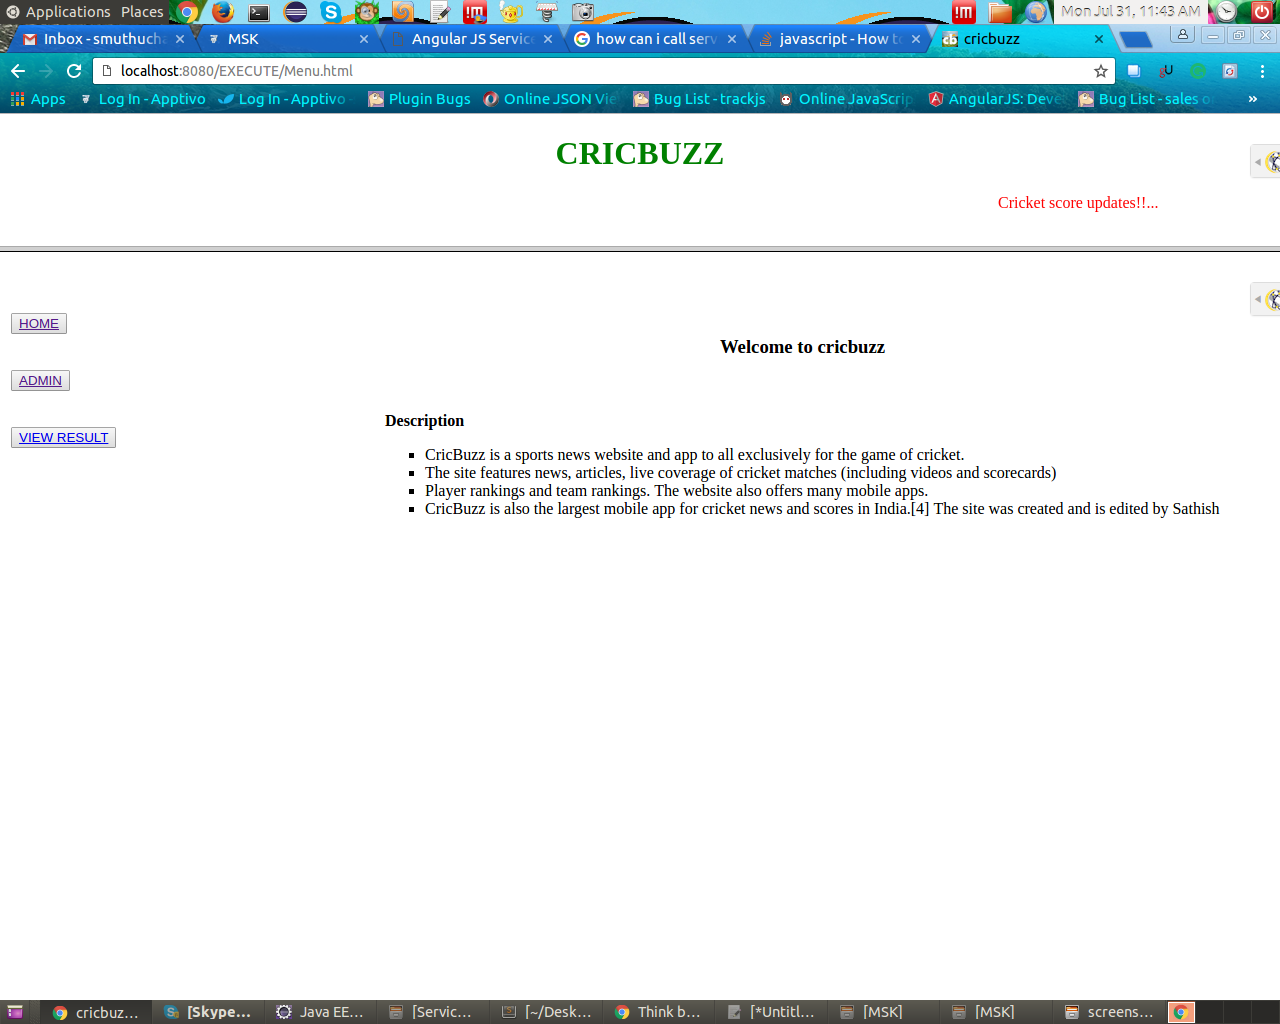 Applications Places Mon Jul 31, 11:43 AM
Inbox - smuthucha MSK Angular JS Service how can i call serv javascript - How to cricbuzz
localhost:8080/EXECUTE/Menu.html
Apps Log In - Apptivo Log In - Apptivo - Plugin Bugs Online JSON Vie Bug List - trackjs Online JavaScrip AngularJS: Deve Bug List - sales or »
CRICBUZZ
Cricket score updates!!...
HOME
Welcome to cricbuzz
ADMIN
Description
VIEW RESULT
CricBuzz is a sports news website and app to all exclusively for the game of cricket.
The site features news, articles, live coverage of cricket matches (including videos and scorecards)
Player rankings and team rankings. The website also offers many mobile apps.
CricBuzz is also the largest mobile app for cricket news and scores in India.[4] The site was created and is edited by Sathish
cricbuz... [Skype... Java EE... [Servic... [~/Desk... Think b... [*Untitl... [MSK] [MSK] screens...